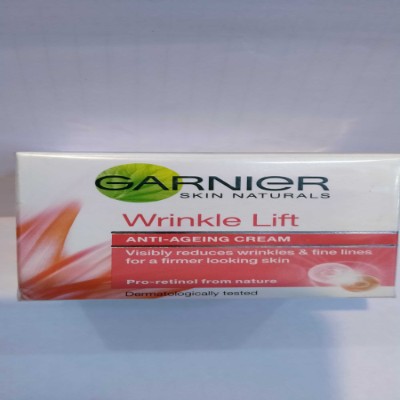 GARNIER
SKIN NATURALS
Wrinkle Lift
ANTI-AGEING CREAM
Visibly reduces wrinkles & fine lines
for a firmer looking skin
Pro-retinol from nature
Dermatologically tested